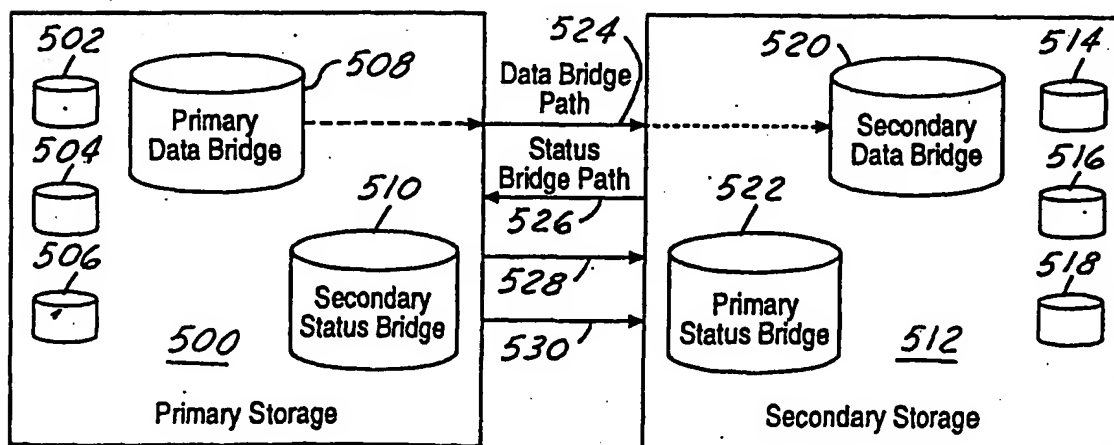 502
508
Primary
Data Bridge
504
510
506
Secondary
Status Bridge
500
Primary Storage
524
Data Bridge
Path
Status
Bridge Path
526
528
530
520
514
Secondary
Data Bridge
516
522
518
Primary
Status Bridge
512
Secondary Storage